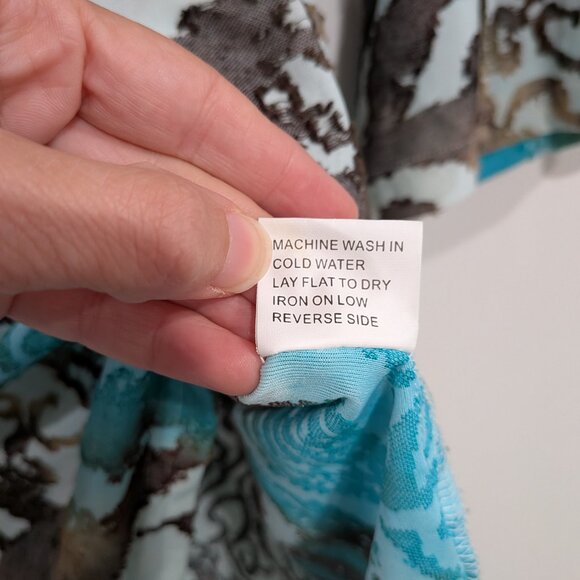 MACHINE WASH IN
COLD WATER
LAY FLAT TO DRY
IRON ON LOW
REVERSE SIDE